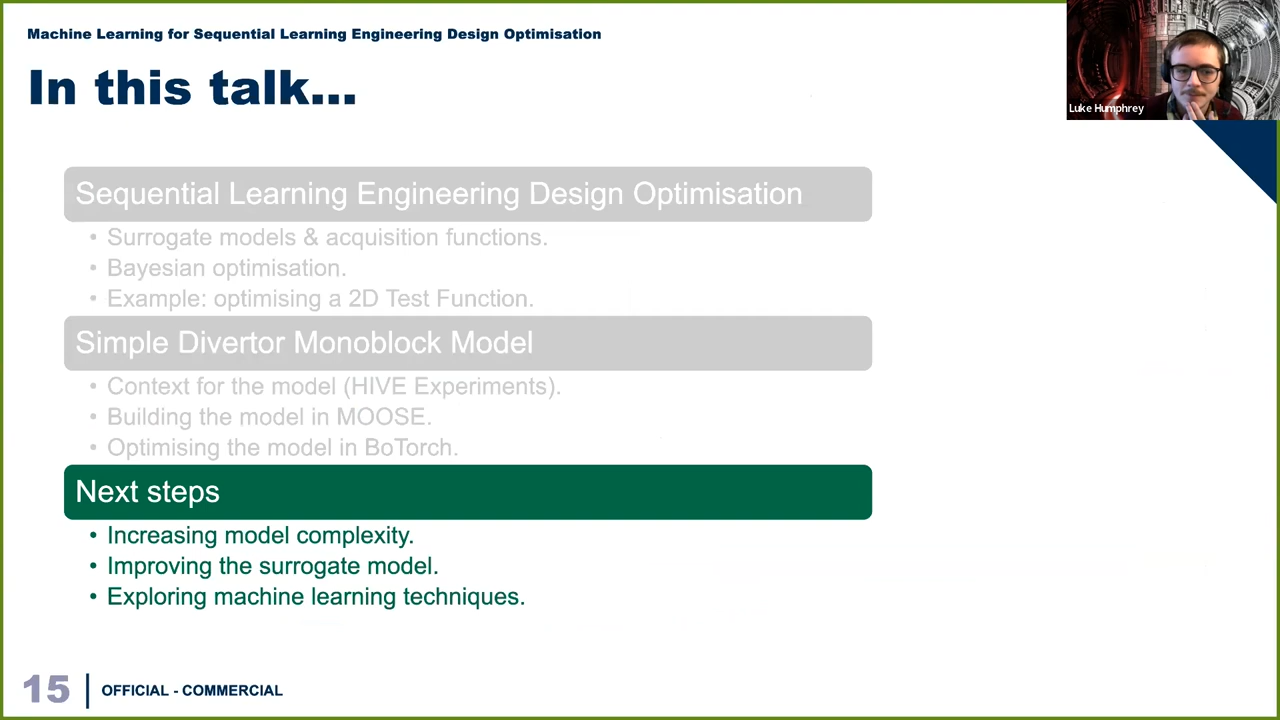 Machine Learning for Sequential Learning Engineering Design Optimisation
In this talk...
Luke Humphrey
Sequential Learning Engineering Design Optimisation
• Surrogate models & acquisition functions.
• Bayesian optimisation.
• Example: optimising a 2D Test Function.
Simple Divertor Monoblock Model
• Context for the model (HIVE Experiments).
• Building the model in MOOSE.
• Optimising the model in BoTorch.
Next steps
• Increasing model complexity.
• Improving the surrogate model.
• Exploring machine learning techniques.
15
OFFICIAL - COMMERCIAL